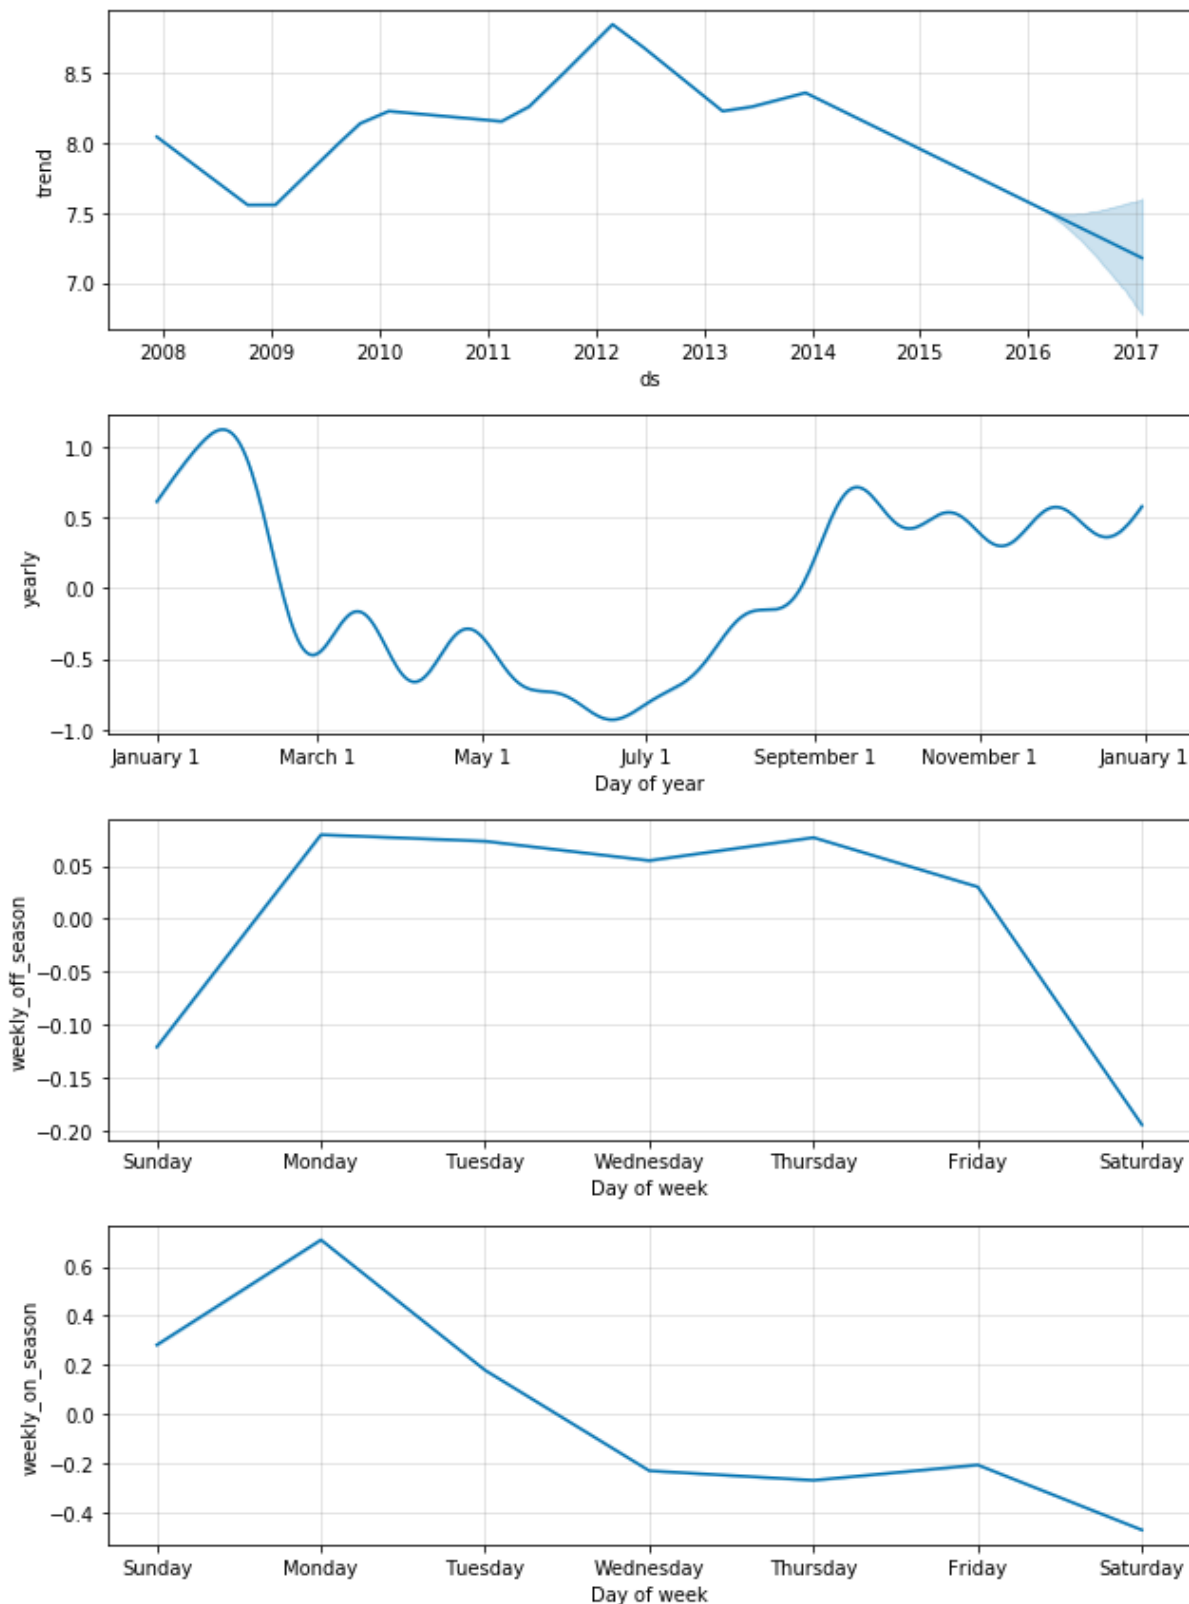 8.5
8.0
7.5
7.0
trend
2008 2009 2010 2011 2012 2013 2014 2015 2016 2017
ds
1.0
0.5
0.0
−0.5
−1.0
yearly
January 1 March 1 May 1 July 1 September 1 November 1 January 1
Day of year
0.05
0.00
−0.05
−0.10
−0.15
−0.20
weekly_off_season
Sunday Monday Tuesday Wednesday Thursday Friday Saturday
Day of week
0.6
0.4
0.2
0.0
−0.2
−0.4
weekly_on_season
Sunday Monday Tuesday Wednesday Thursday Friday Saturday
Day of week